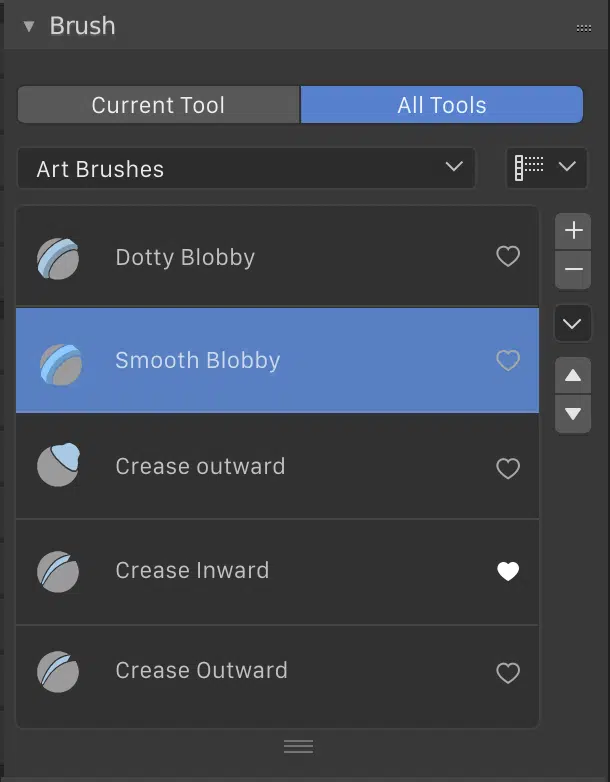 Brush
Current Tool
All Tools
Art Brushes
Dotty Blobby
Smooth Blobby
Crease outward
Crease Inward
Crease Outward